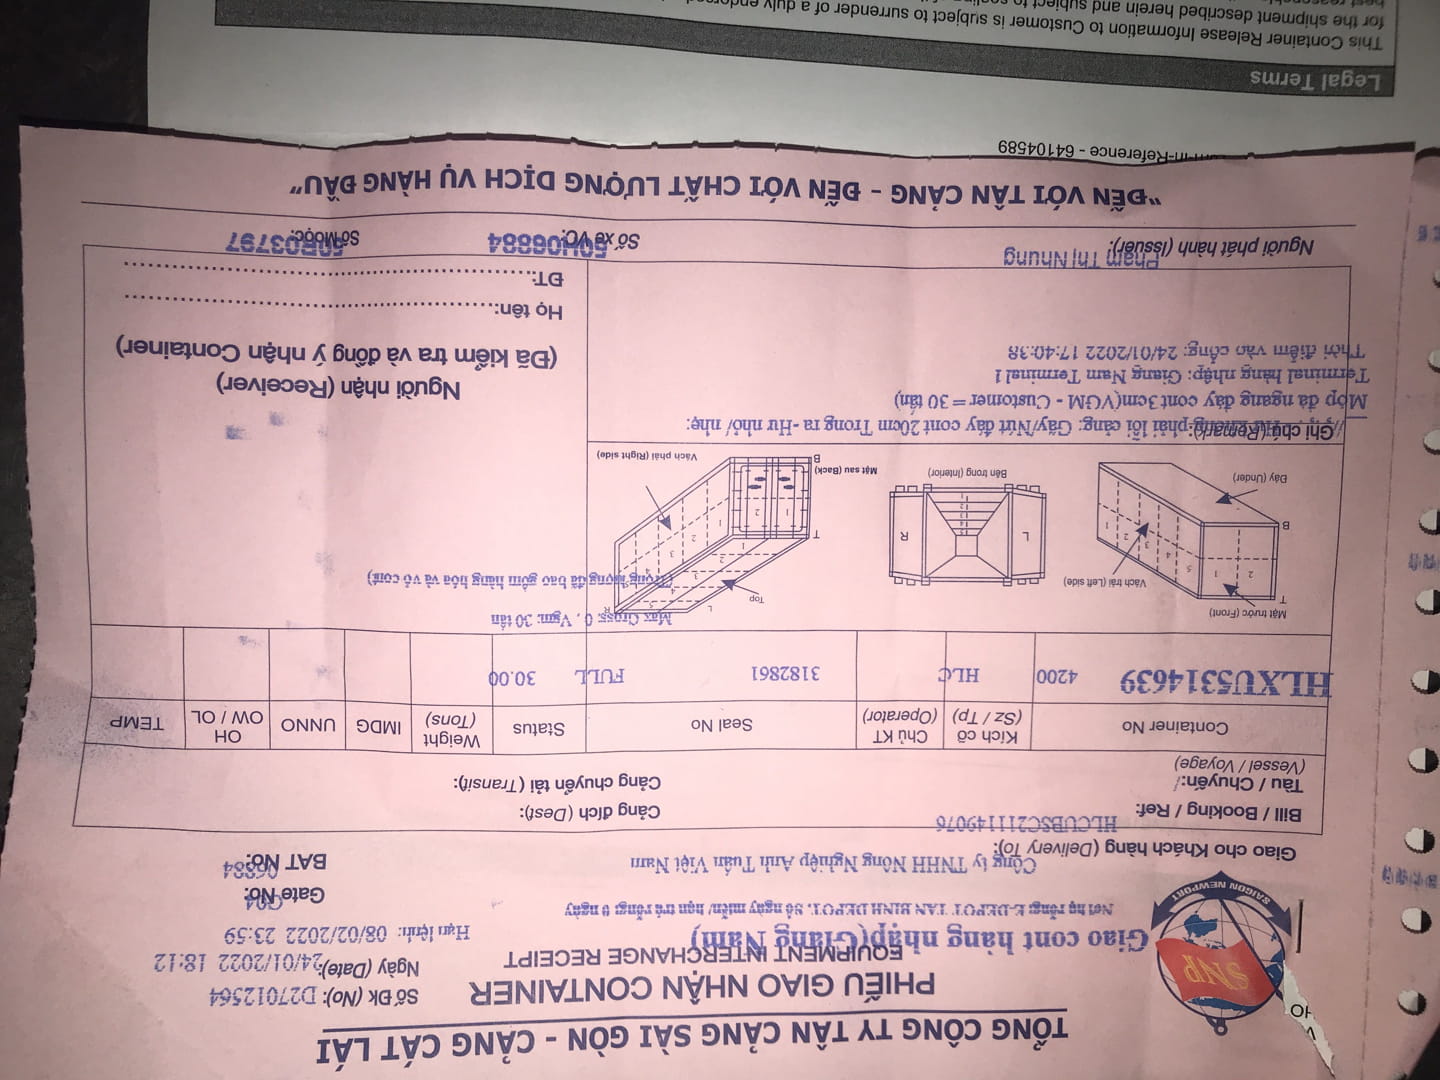 TỔNG CÔNG TY TÂN CẢNG SÀI GÒN - CẢNG CÁT LÁI
PHIẾU GIAO NHẬN CONTAINER
EQUIPMENT INTERCHANGE RECEIPT
SNP
SAIGON NEWPORT
Số ĐK (No): D27012564
Ngày (Date): 24/01/2022 18:12
Giao cont hàng nhập(Giang Nam)
Hạn lệnh: 08/02/2022 23:59
Nơi hạ rỗng: E-DEPOT TAN BINH DEPOT. Số ngày miễn/ hạn trả rỗng: 9 ngày
Gate No: G04
Giao cho Khách hàng (Delivery To):
Công ty TNHH Nông Nghiệp Anh Tuấn Việt Nam
BAT No: 06884
Bill / Booking / Ref:
HLCUBSC211149076
Cảng đích (Dest):
Tàu / Chuyến:
(Vessel / Voyage)
Cảng chuyển tải (Transit):
Container No
Kích cỡ (Sz / Tp)
Chủ KT (Operator)
Seal No
Status
Weight (Tons)
IMDG
UNNO
OH OW / OL
TEMP
HLXU5314639
4200
HLC
3182861
FULL
30.00
Max Gross: 0 , Vgm: 30 tấn
(Trọng lượng đã bao gồm hàng hóa và vỏ cont)
Mặt trước (Front)
Vách trái (Left side)
Đáy (Under)
Bản trong (Interior)
Top
Mặt sau (Back)
Vách phải (Right side)
L
R
T
B
Ghi chú (Remark):
phải lỗi cảng: Gãy/Nứt đáy cont 20cm Trong ra -Hư nhỏ/ nhẹ:
Móp đà ngang đáy cont 3cm(VGM - Customer = 30 tấn)
Terminal hàng nhập: Giang Nam Terminal 1
Thời điểm vào cổng: 24/01/2022 17:40:38
Người nhận (Receiver)
(Đã kiểm tra và đồng ý nhận Container)
Họ tên:
ĐT:
Người phát hành (Issuer):
Phạm Thị Nhung
Số xe VC: 50H06884
Số Moóc: 50R03797
"ĐẾN VỚI TÂN CẢNG - ĐẾN VỚI CHẤT LƯỢNG DỊCH VỤ HÀNG ĐẦU"
-in-Reference - 64104589
Legal Terms
This Container Release Information to Customer is subject to surrender of a duly
for the shipment described herein and subject to